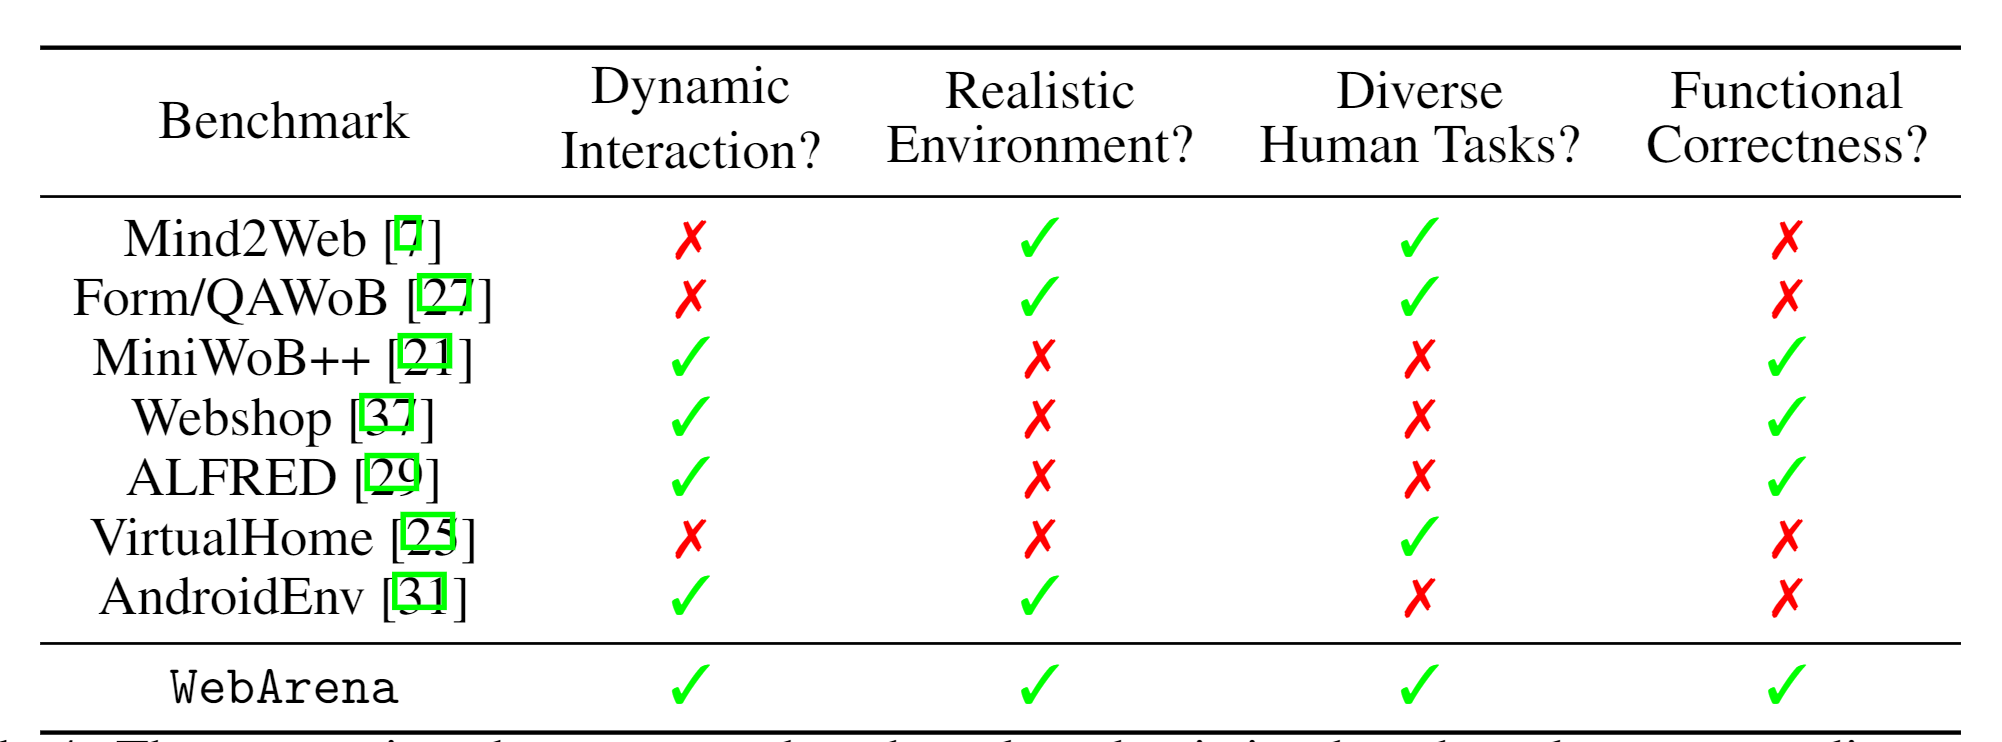 Benchmark Dynamic Interaction? Realistic Environment? Diverse Human Tasks? Functional Correctness?
Mind2Web [7] ✗ ✓ ✓ ✗
Form/QAWoB [27] ✗ ✓ ✓ ✗
MiniWoB++ [21] ✓ ✗ ✗ ✓
Webshop [37] ✓ ✗ ✗ ✓
ALFRED [29] ✓ ✗ ✗ ✓
VirtualHome [25] ✗ ✗ ✓ ✗
AndroidEnv [31] ✓ ✓ ✗ ✗
WebArena ✓ ✓ ✓ ✓